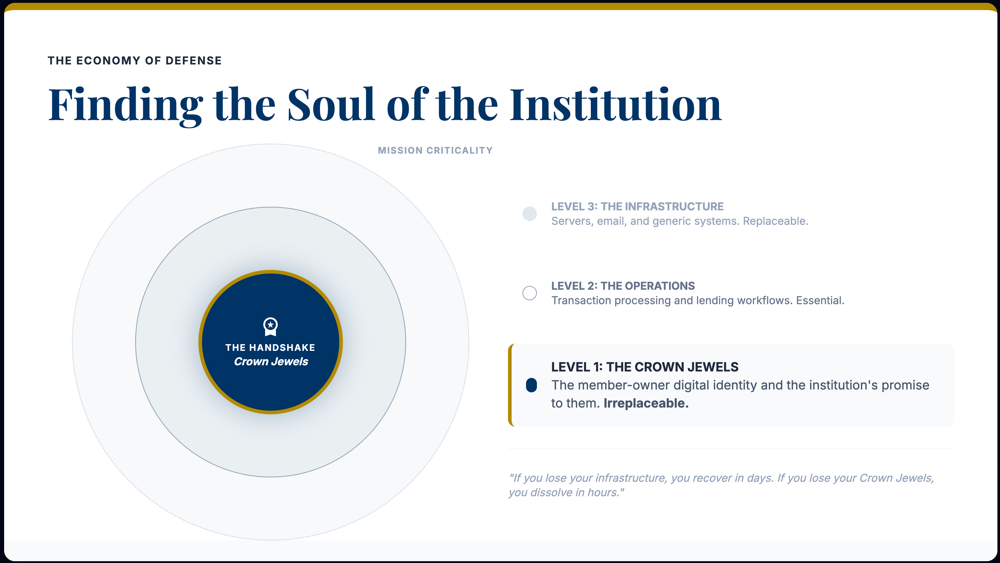 THE ECONOMY OF DEFENSE
Finding the Soul of the Institution
MISSION CRITICALITY
THE HANDSHAKE
Crown Jewels
LEVEL 3: THE INFRASTRUCTURE
Servers, email, and generic systems. Replaceable.
LEVEL 2: THE OPERATIONS
Transaction processing and lending workflows. Essential.
LEVEL 1: THE CROWN JEWELS
The member-owner digital identity and the institution's promise
to them. Irreplaceable.
"If you lose your infrastructure, you recover in days. If you lose your Crown Jewels,
you dissolve in hours."